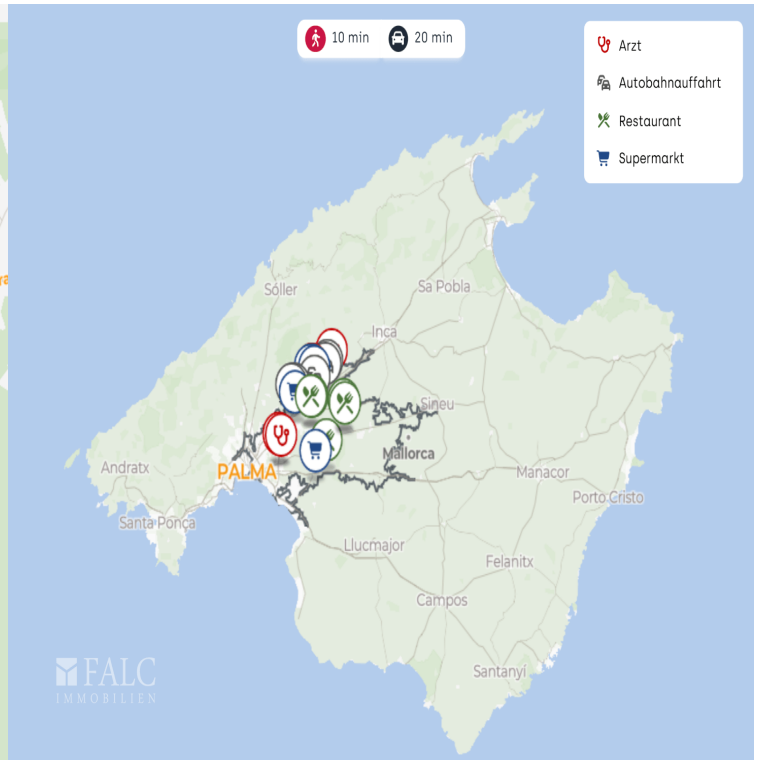 10 min
20 min
Arzt
Autobahnauffahrt
Restaurant
Supermarkt
Sóller
Sa Pobla
Inca
Sineu
Mallorca
Andratx
PALMA
Manacor
Porto Cristo
Santa Ponça
Llucmajor
Felanitx
Campos
Santanyí
FALC
IMMOBILIEN